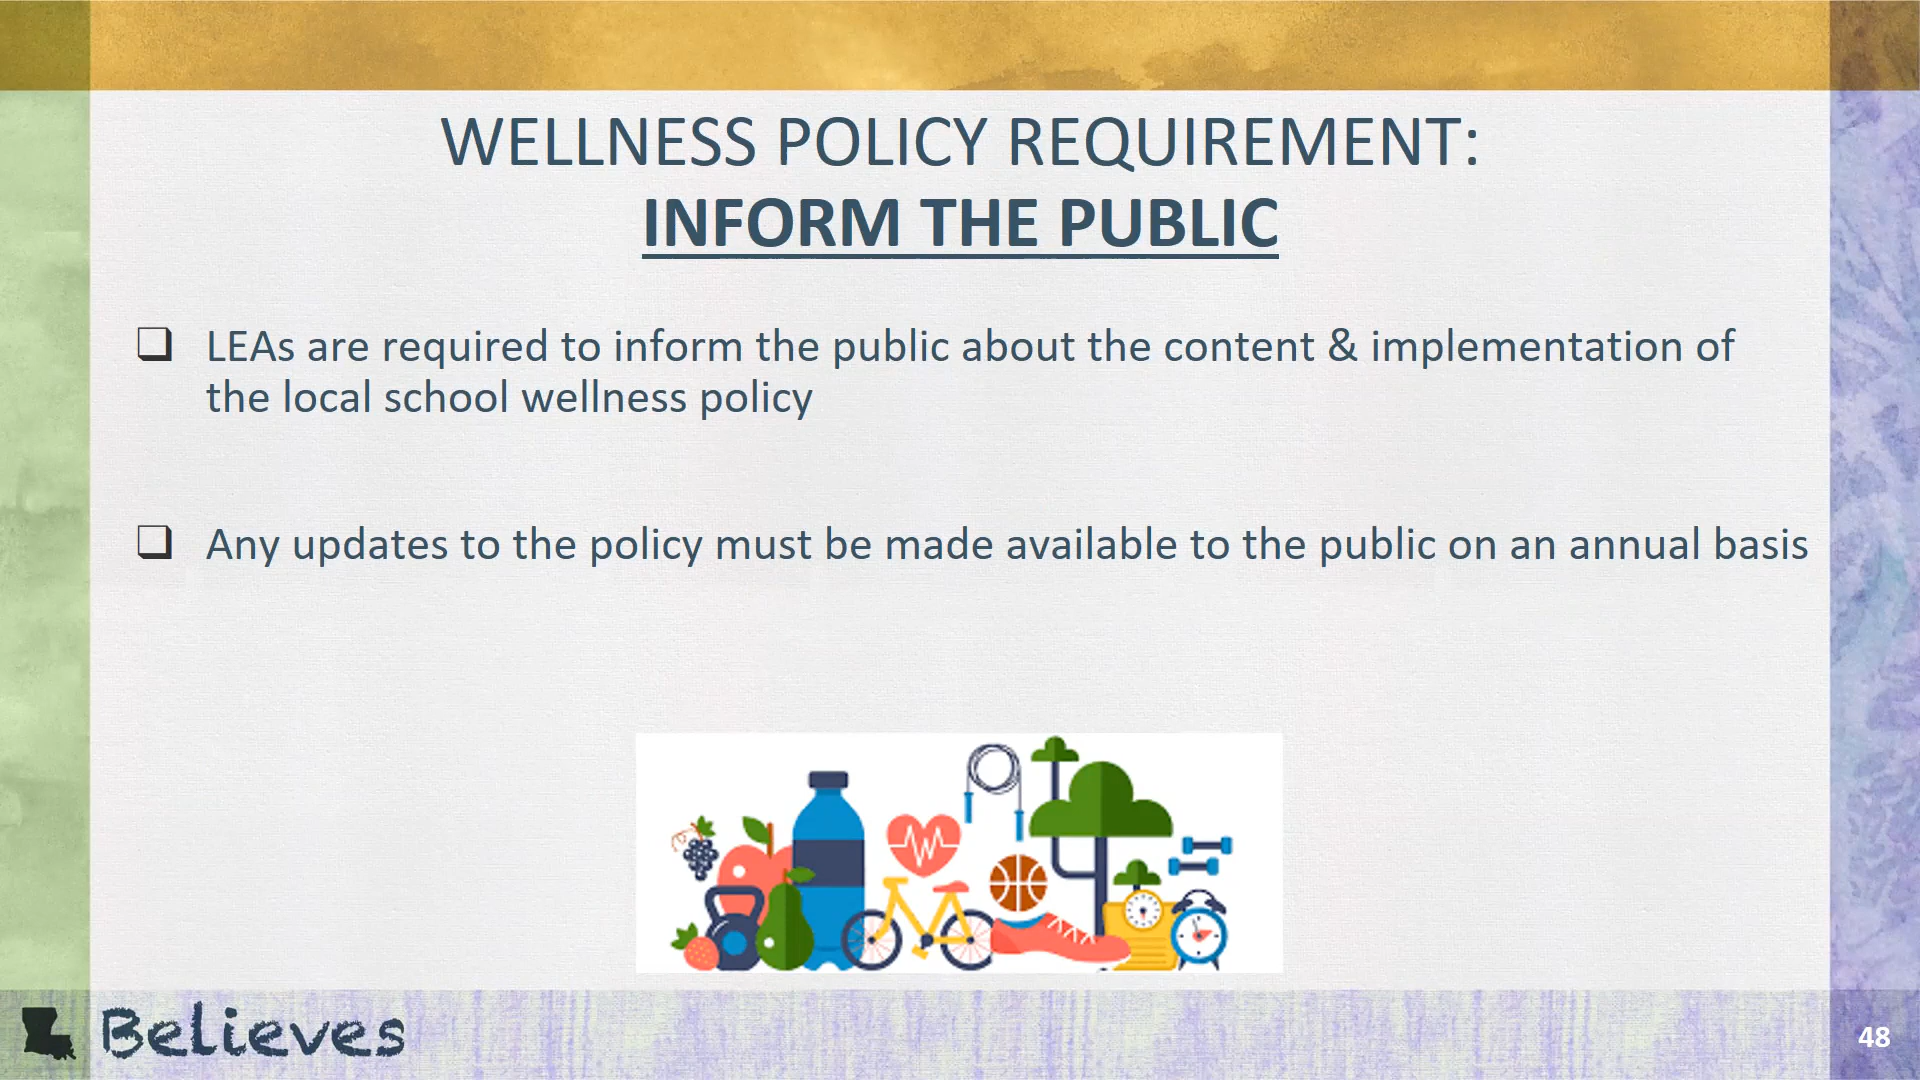 WELLNESS POLICY REQUIREMENT:
INFORM THE PUBLIC
LEAs are required to inform the public about the content & implementation of
the local school wellness policy
Any updates to the policy must be made available to the public on an annual basis
Believes
48